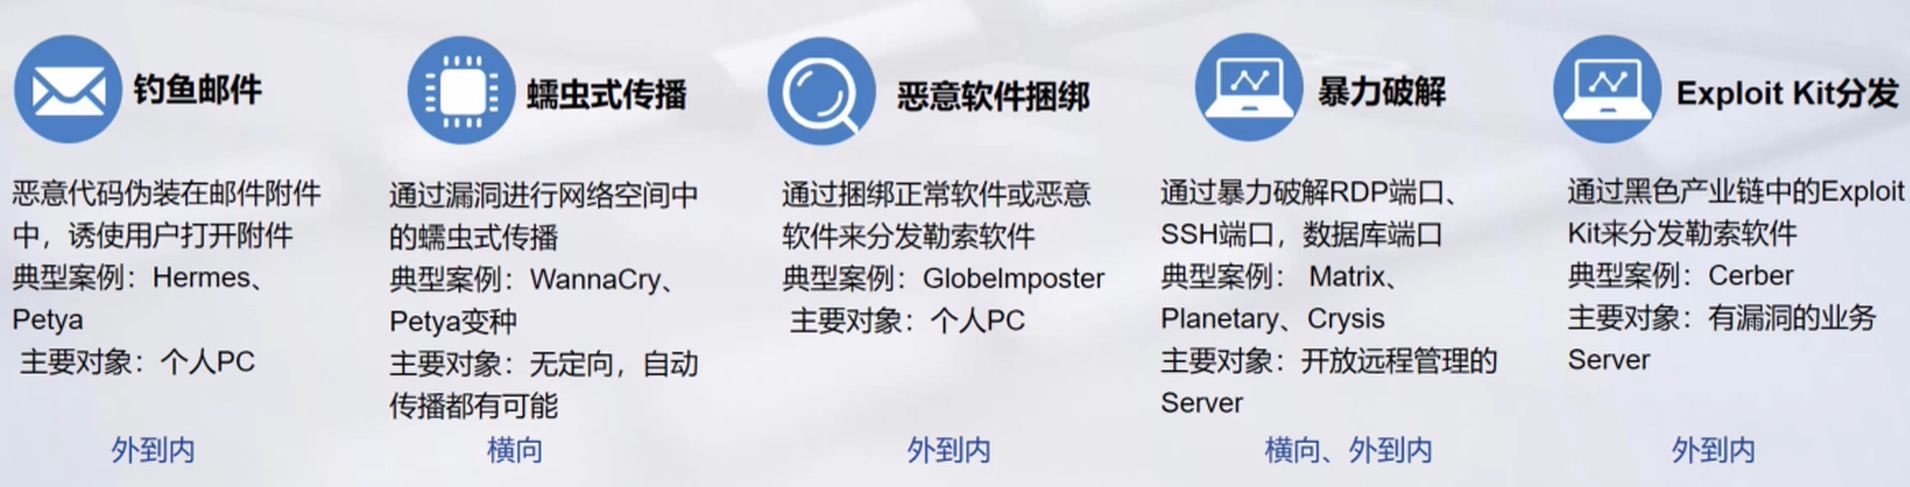 钓鱼邮件
恶意代码伪装在邮件附件
中，诱使用户打开附件
典型案例：Hermes、
Petya
主要对象：个人PC
外到内
蠕虫式传播
通过漏洞进行网络空间中
的蠕虫式传播
典型案例：WannaCry、
Petya变种
主要对象：无定向，自动
传播都有可能
横向
恶意软件捆绑
通过捆绑正常软件或恶意
软件来分发勒索软件
典型案例：GlobeImposter
主要对象：个人PC
外到内
暴力破解
通过暴力破解RDP端口、
SSH端口，数据库端口
典型案例： Matrix、
Planetary、Crysis
主要对象：开放远程管理的
Server
横向、外到内
Exploit Kit分发
通过黑色产业链中的Exploit
Kit来分发勒索软件
典型案例：Cerber
主要对象：有漏洞的业务
Server
外到内